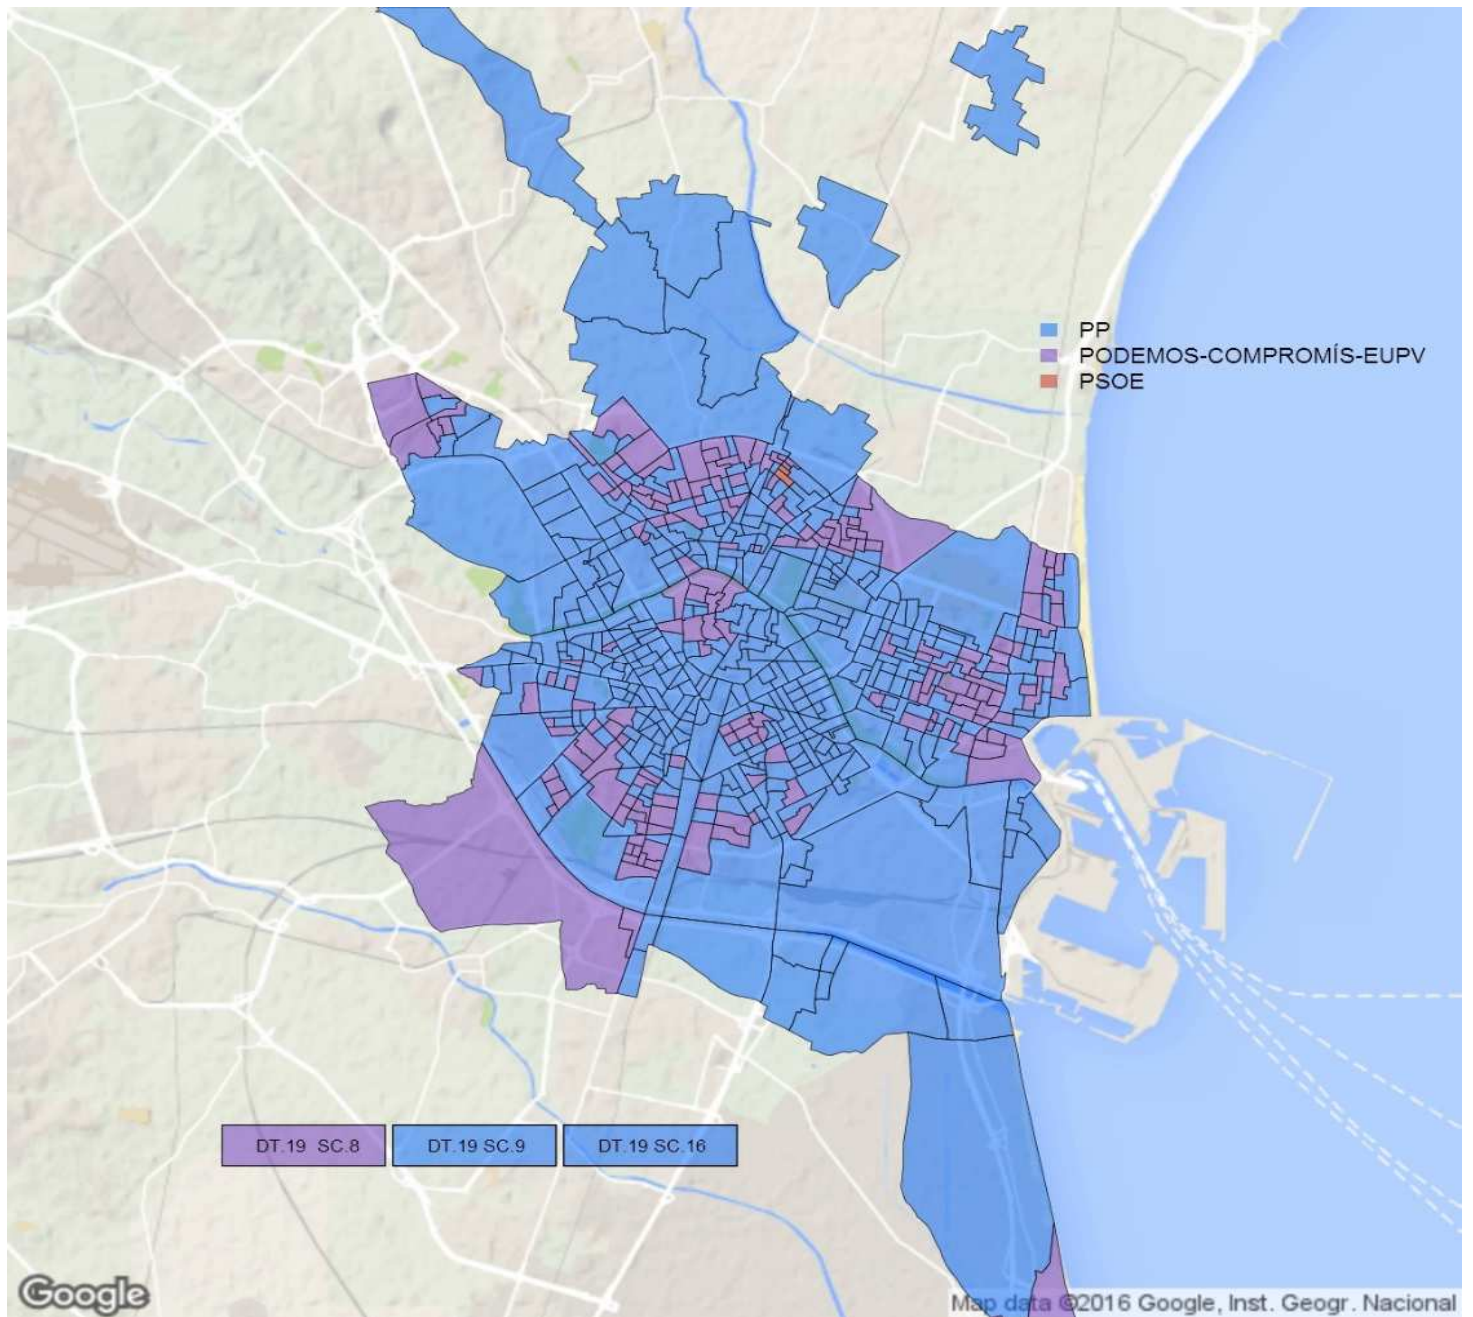 PP
PODEMOS-COMPROMÍS-EUPV
PSOE
DT.19 SC.8
DT.19 SC.9
DT.19 SC.16
Google
Map data ©2016 Google, Inst. Geogr. Nacional